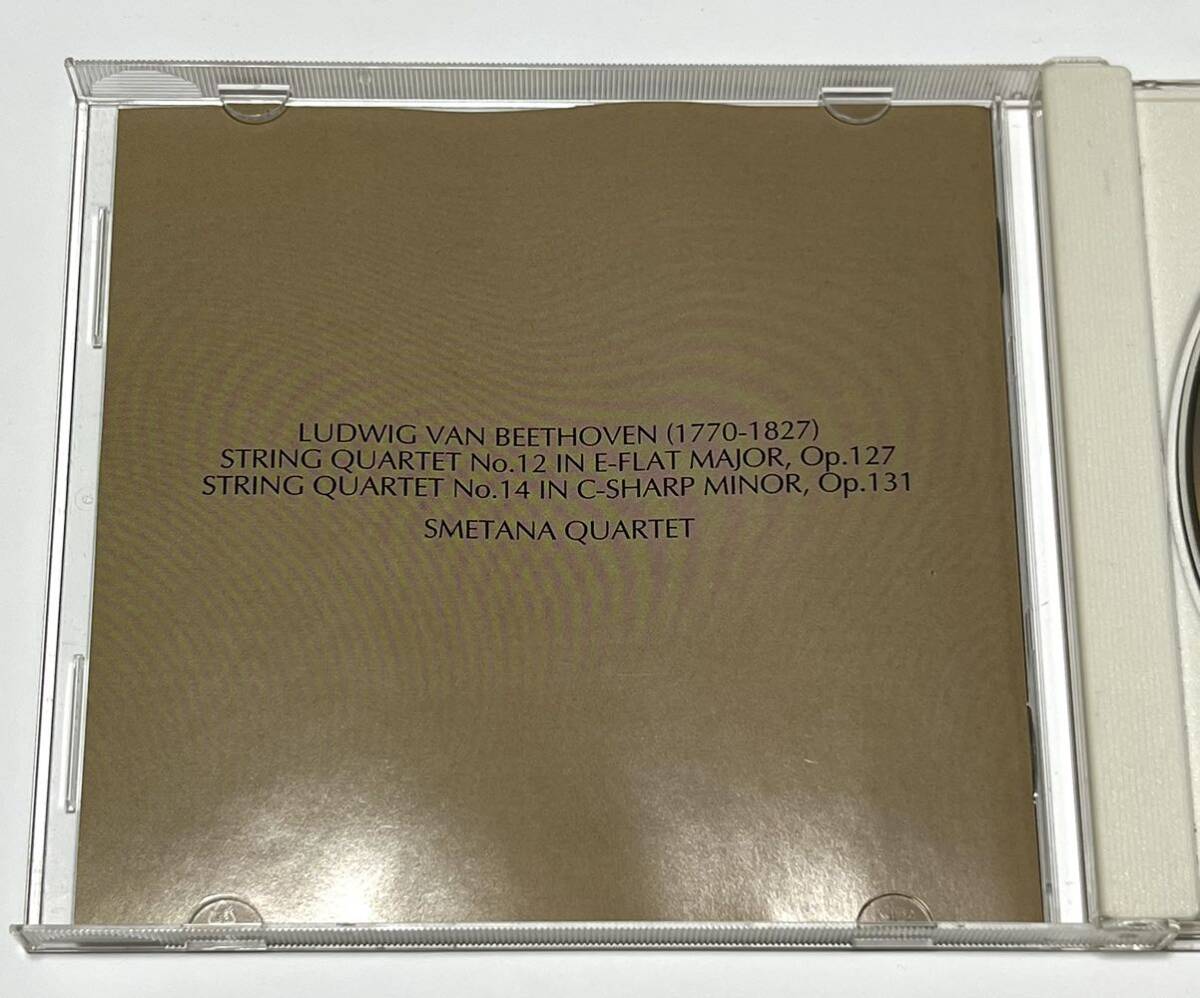 LUDWIG VAN BEETHOVEN (1770-1827)
STRING QUARTET No.12 IN E-FLAT MAJOR, Op.127
STRING QUARTET No.14 IN C-SHARP MINOR, Op.131
SMETANA QUARTET